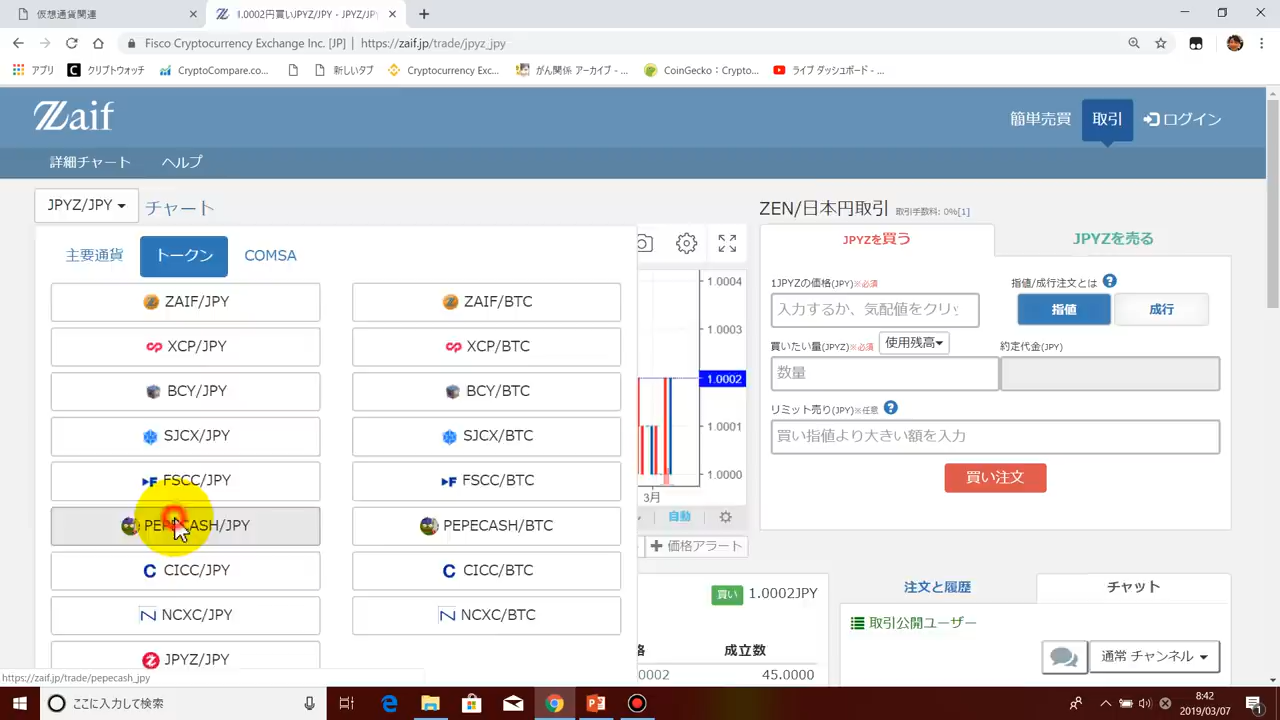 仮想通貨関連
1.0002円買いJPYZ/JPY - JPYZ/JPY
Fisco Cryptocurrency Exchange Inc. [JP] | https://zaif.jp/trade/jpyz_jpy
アプリ クリプトウォッチ CryptoCompare.co... 新しいタブ Cryptocurrency Exc... がん関係 アーカイブ - ... CoinGecko：Crypto... ライブ ダッシュボード - ...
Zaif
簡単売買 取引 ログイン
詳細チャート ヘルプ
JPYZ/JPY チャート
主要通貨 トークン COMSA
ZAIF/JPY ZAIF/BTC
XCP/JPY XCP/BTC
BCY/JPY BCY/BTC
SJCX/JPY SJCX/BTC
FSCC/JPY FSCC/BTC
PEPECASH/JPY PEPECASH/BTC
CICC/JPY CICC/BTC
NCXC/JPY NCXC/BTC
JPYZ/JPY
1.0004
1.0003
1.0002
1.0001
1.0000
3月
自動
価格アラート
買い 1.0002JPY
格 成立数
0002 45.0000
ZEN/日本円取引 取引手数料: 0%[1]
JPYZを買う JPYZを売る
1JPYZの価格(JPY)※必須 指値/成行注文とは
入力するか、気配値をクリッ 指値 成行
買いたい量(JPYZ)※必須 使用残高 約定代金(JPY)
数量
リミット売り(JPY)※任意
買い指値より大きい額を入力
買い注文
注文と履歴 チャット
取引公開ユーザー
通常 チャンネル
https://zaif.jp/trade/pepecash_jpy
ここに入力して検索
8:42
2019/03/07
1